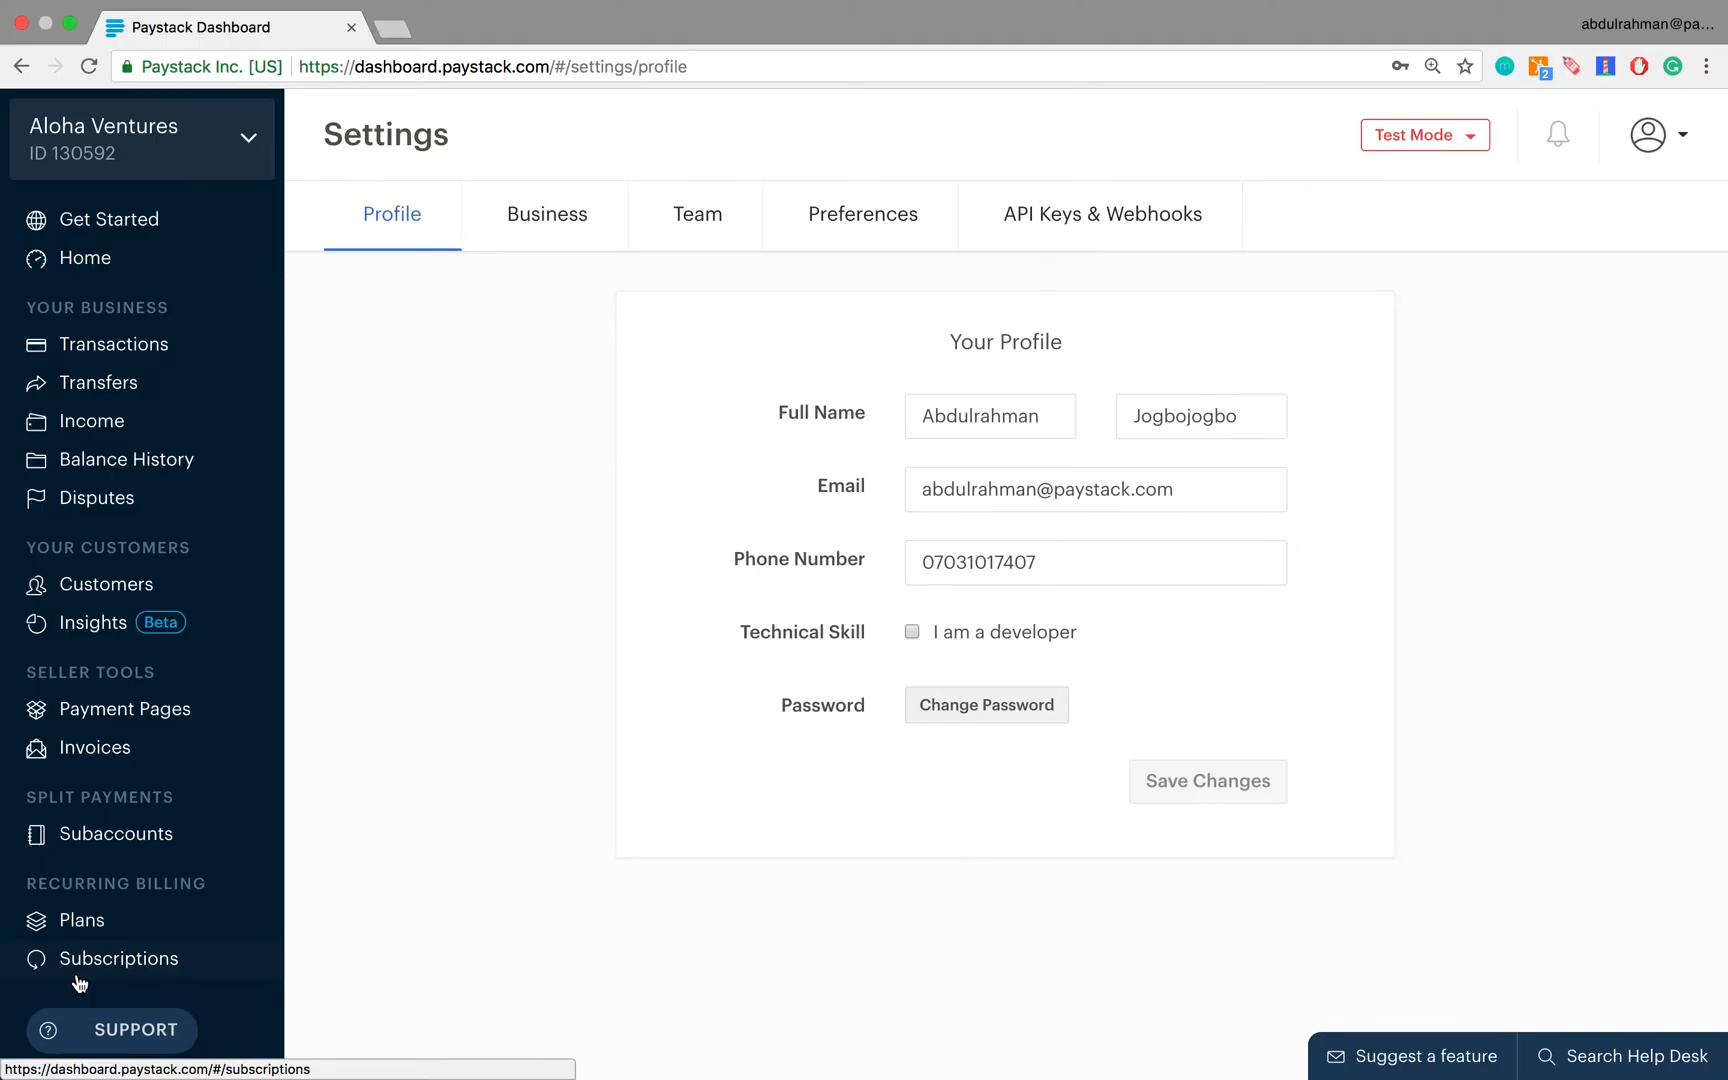 Paystack Dashboard
abdulrahman@pa...
Paystack Inc. [US] https://dashboard.paystack.com/#/settings/profile
2
Aloha Ventures
ID 130592
Settings
Test Mode
Profile Business Team Preferences API Keys & Webhooks
Get Started
Home
YOUR BUSINESS
Transactions
Transfers
Income
Balance History
Disputes
YOUR CUSTOMERS
Customers
Insights Beta
SELLER TOOLS
Payment Pages
Invoices
SPLIT PAYMENTS
Subaccounts
RECURRING BILLING
Plans
Subscriptions
SUPPORT
https://dashboard.paystack.com/#/subscriptions
Your Profile
Full Name Abdulrahman Jogbojogbo
Email abdulrahman@paystack.com
Phone Number 07031017407
Technical Skill I am a developer
Password Change Password
Save Changes
Suggest a feature Search Help Desk